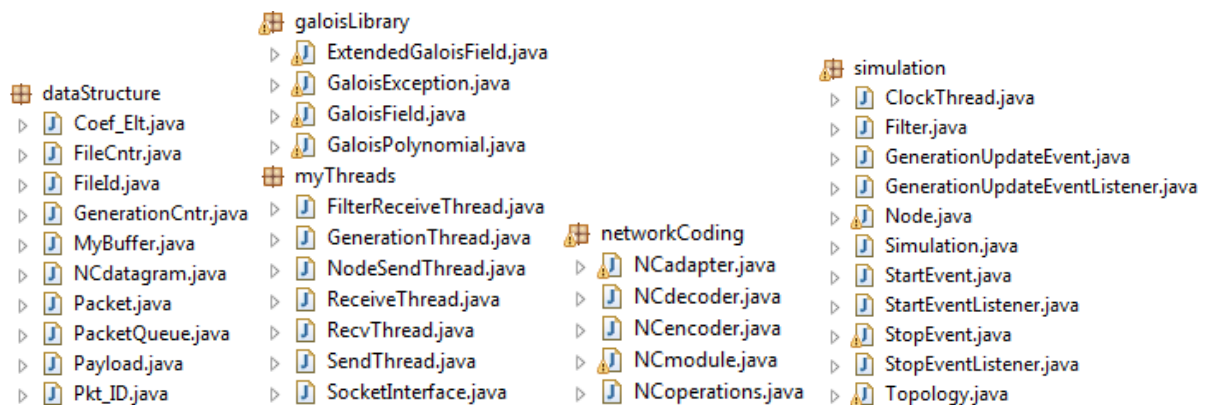 dataStructure
Coef_Elt.java
FileCntr.java
FileId.java
GenerationCntr.java
MyBuffer.java
NCdatagram.java
Packet.java
PacketQueue.java
Payload.java
Pkt_ID.java
galoisLibrary
ExtendedGaloisField.java
GaloisException.java
GaloisField.java
GaloisPolynomial.java
myThreads
FilterReceiveThread.java
GenerationThread.java
NodeSendThread.java
ReceiveThread.java
RecvThread.java
SendThread.java
SocketInterface.java
networkCoding
NCadapter.java
NCdecoder.java
NCencoder.java
NCmodule.java
NCoperations.java
simulation
ClockThread.java
Filter.java
GenerationUpdateEvent.java
GenerationUpdateEventListener.java
Node.java
Simulation.java
StartEvent.java
StartEventListener.java
StopEvent.java
StopEventListener.java
Topology.java